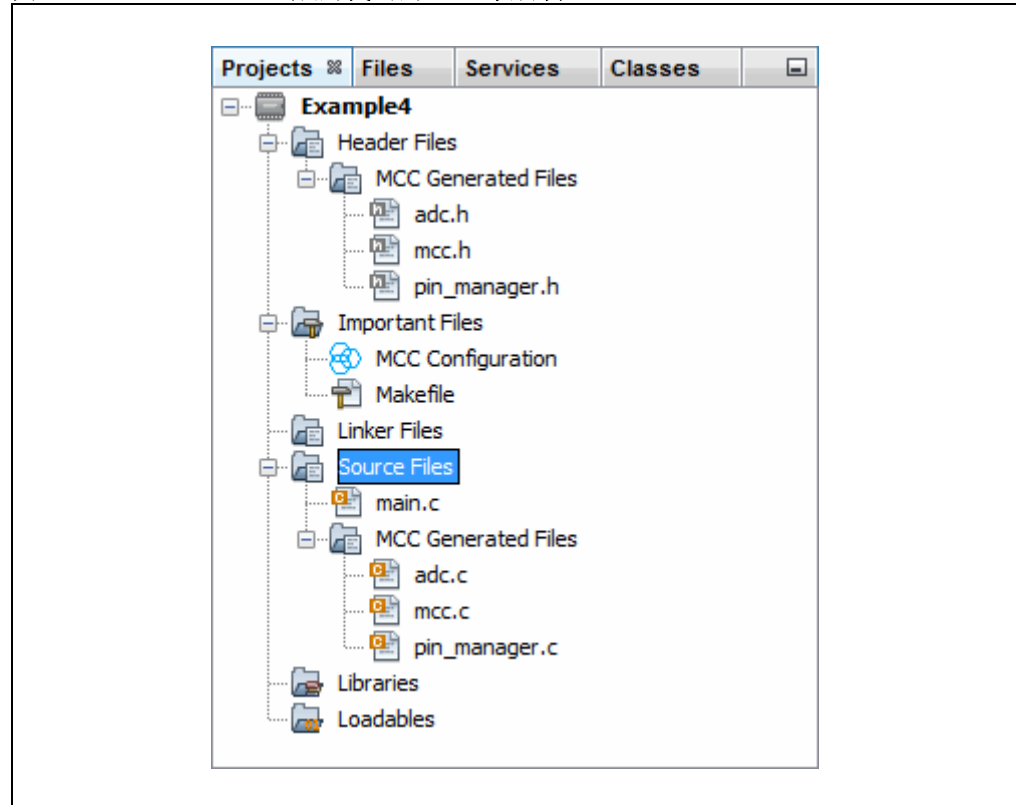 Projects Files Services Classes
Example4
Header Files
MCC Generated Files
adc.h
mcc.h
pin_manager.h
Important Files
MCC Configuration
Makefile
Linker Files
Source Files
main.c
MCC Generated Files
adc.c
mcc.c
pin_manager.c
Libraries
Loadables